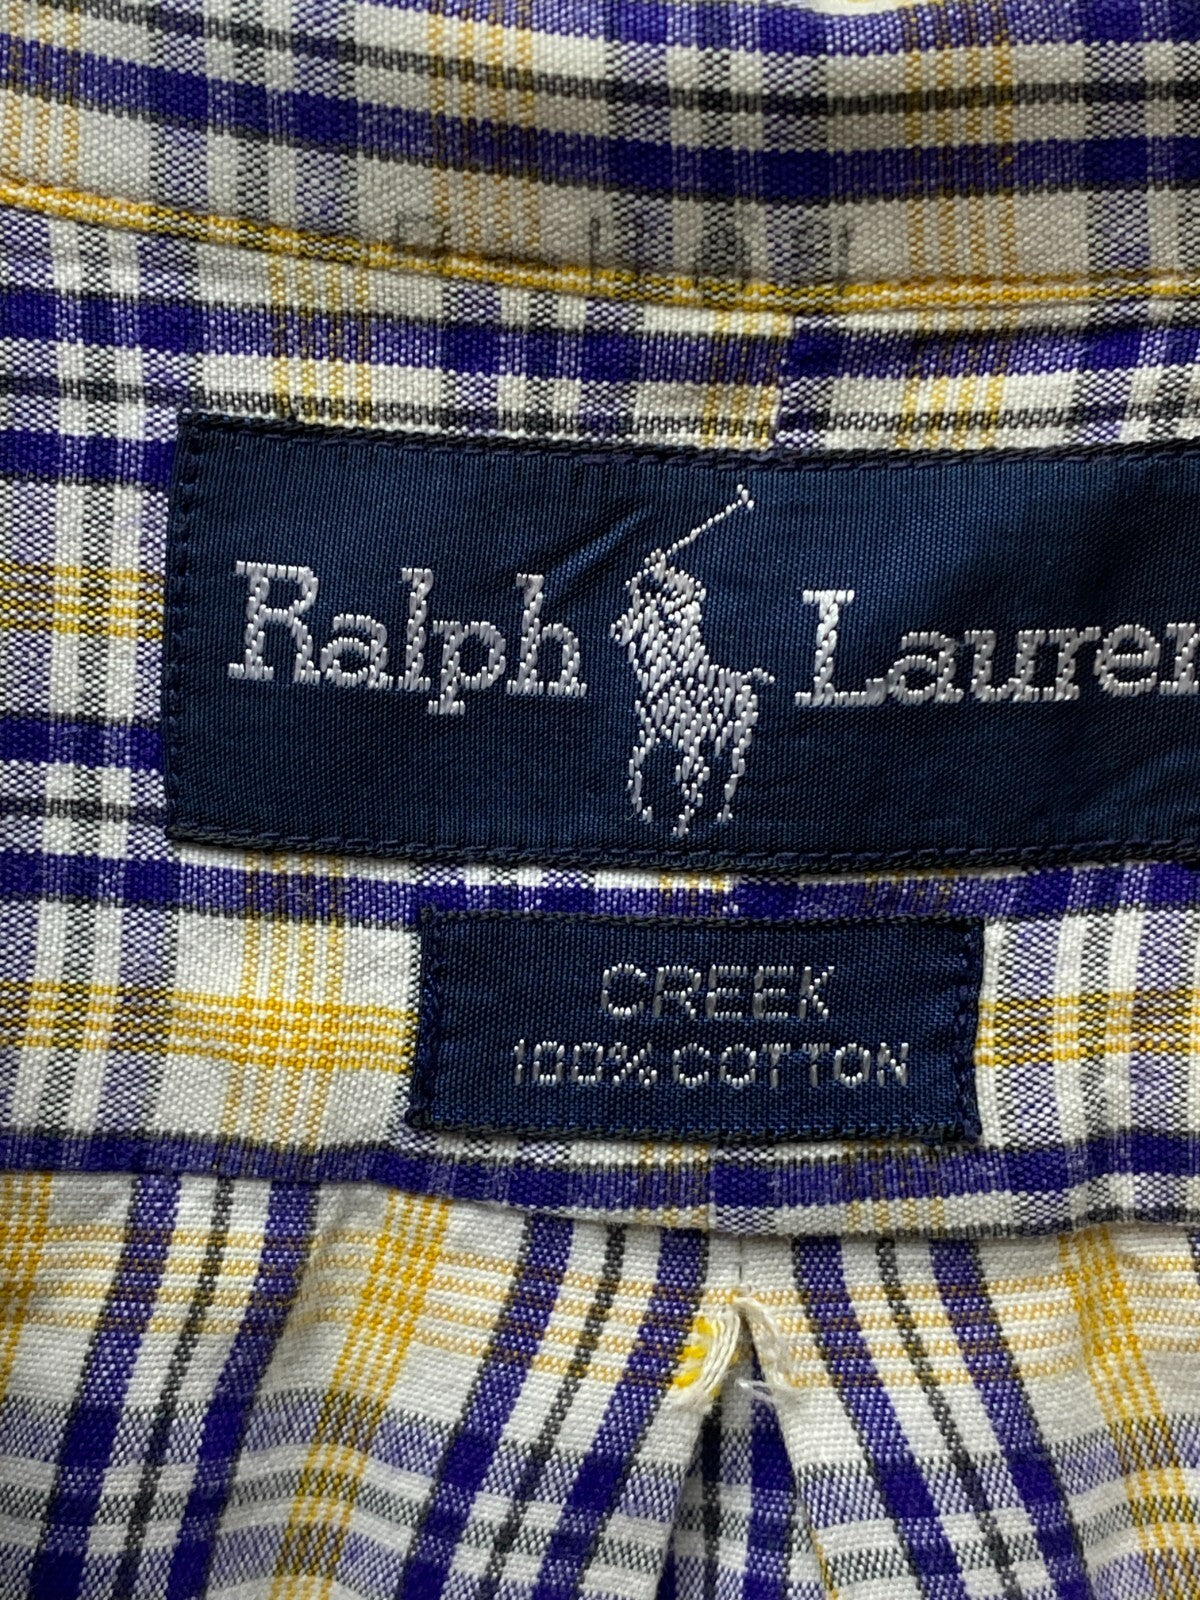 Ralph Lauren
CREEK
100% COTTON